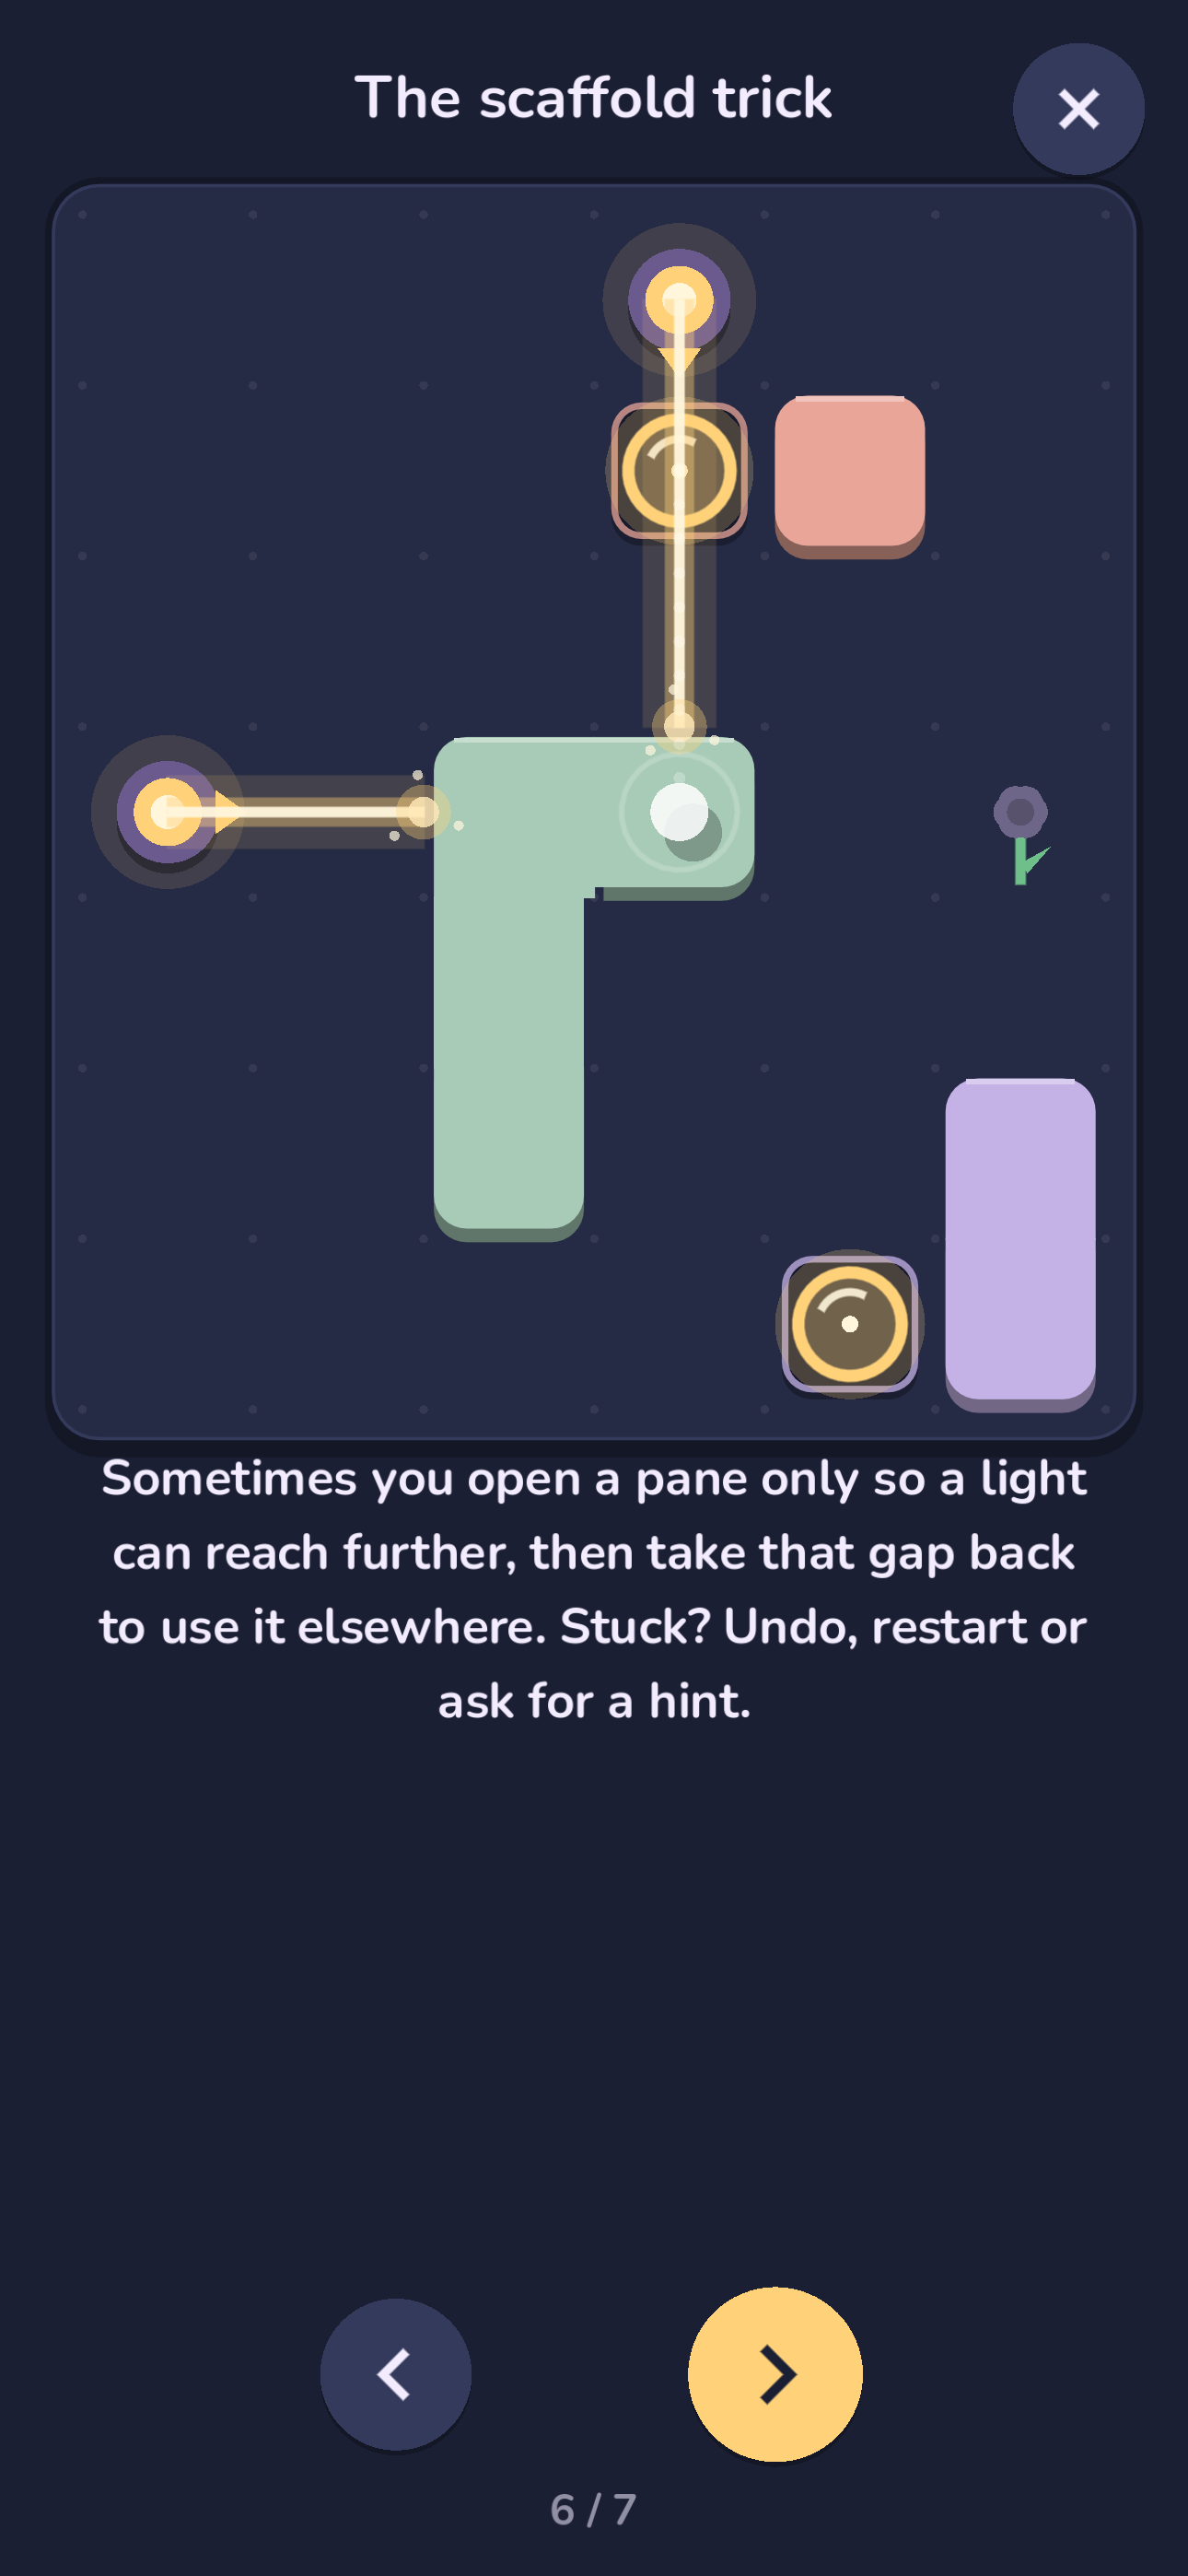 The scaffold trick
Sometimes you open a pane only so a light
can reach further, then take that gap back
to use it elsewhere. Stuck? Undo, restart or
ask for a hint.
6 / 7